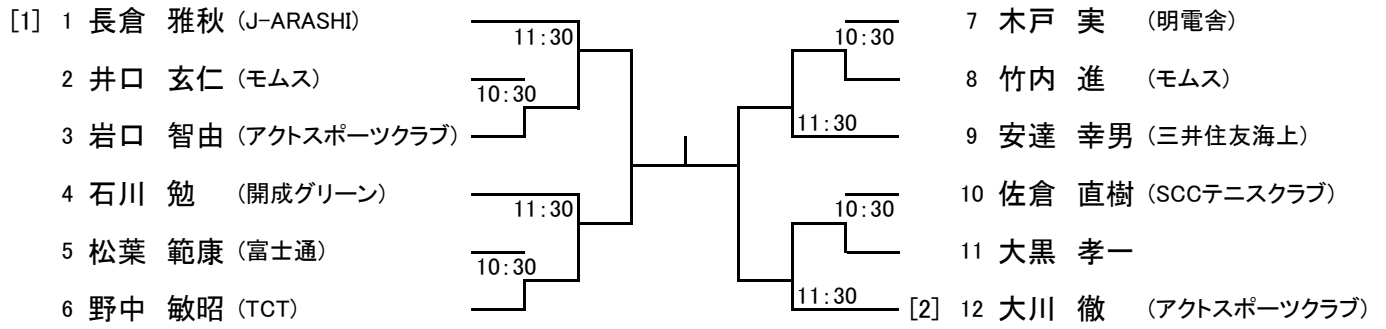 [1] 1 長倉 雅秋 (J-ARASHI)
11:30
2 井口 玄仁 (モムス)
10:30
3 岩口 智由 (アクトスポーツクラブ)
4 石川 勉 (開成グリーン)
11:30
5 松葉 範康 (富士通)
10:30
6 野中 敏昭 (TCT)
7 木戸 実 (明電舎)
10:30
8 竹内 進 (モムス)
11:30
9 安達 幸男 (三井住友海上)
10 佐倉 直樹 (SCCテニスクラブ)
10:30
11 大黒 孝一
11:30
[2] 12 大川 徹 (アクトスポーツクラブ)